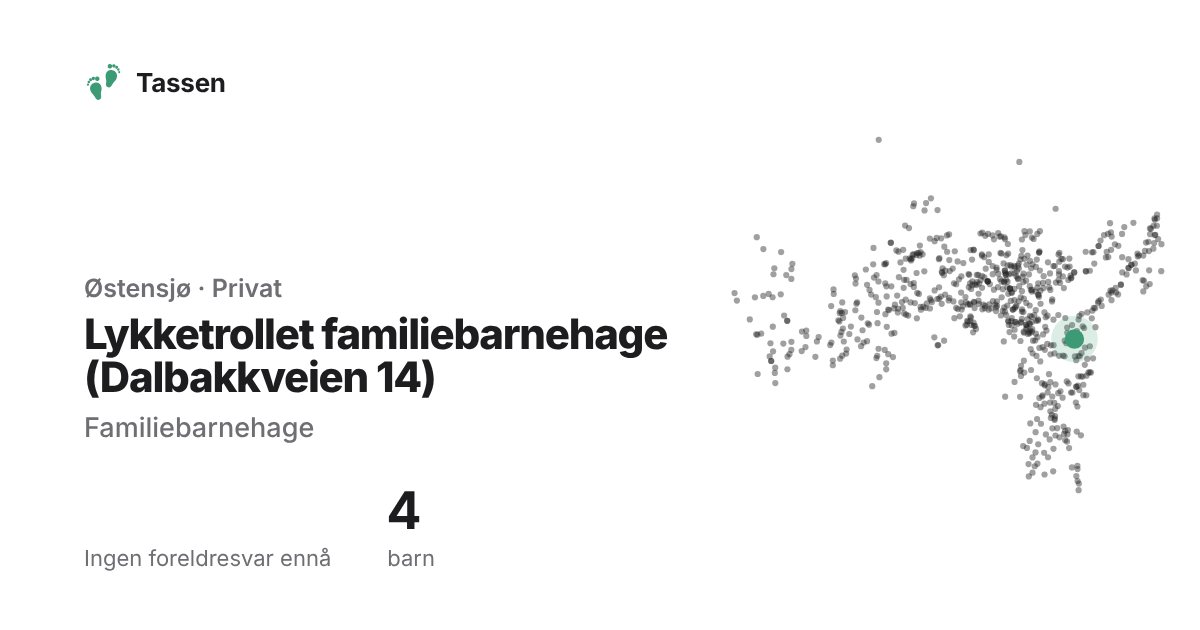 Tassen
Østensjø · Privat
Lykketrollet familiebarnehage
(Dalbakkveien 14)
Familiebarnehage
4
Ingen foreldresvar ennå
barn